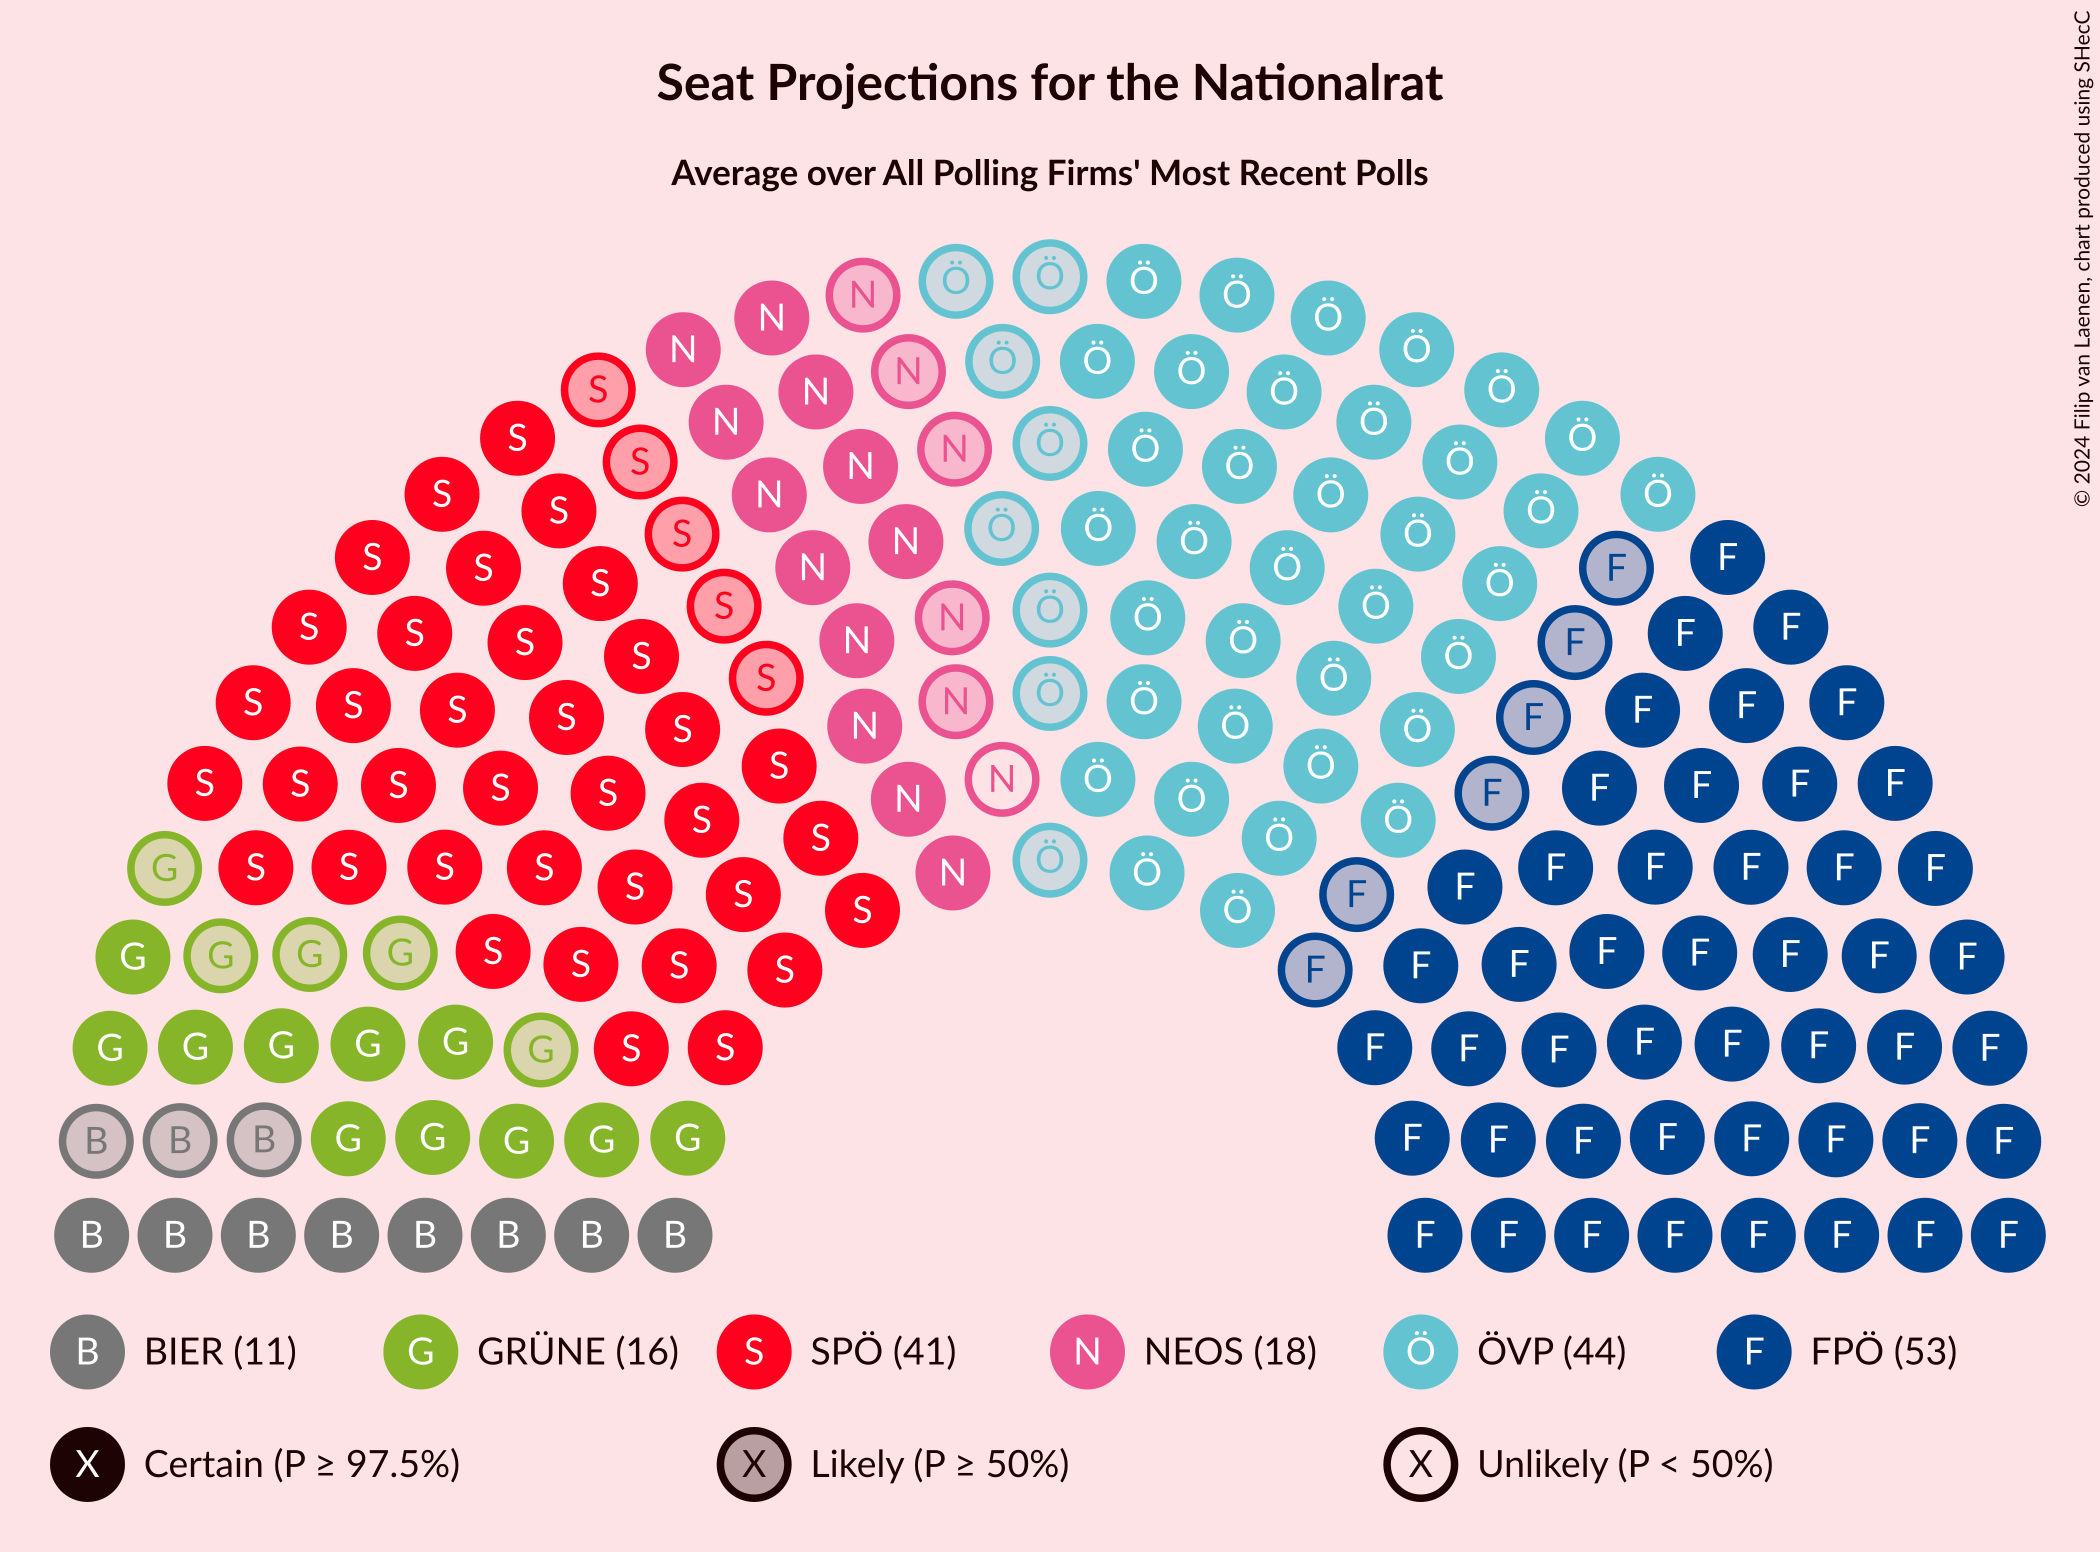 Seat Projections for the Nationalrat
Average over All Polling Firms' Most Recent Polls
© 2024 Filip van Laenen, chart produced using SHecC
N Ö Ö Ö Ö
N Ö
N Ö
N Ö Ö Ö
S N Ö Ö
N Ö
S N Ö
S N Ö Ö Ö Ö
S N Ö Ö
S S Ö Ö
S N N Ö Ö Ö Ö Ö
S S F F
S N Ö
S S N Ö Ö Ö Ö
S S S F F F
S N Ö Ö
S S S N Ö Ö F F
S S S S N Ö Ö F F F F
S N Ö Ö
S S S S S N Ö Ö F F F F F
N Ö
S S Ö Ö
G S S S S N Ö Ö F F F F F
S S F F
S Ö
G G G G S F F F F F
S S F F
S F
G G G G G G S S F F F F F F F F
B B B G G G G G F F F F F F F F
B B B B B B B B F F F F F F F F
B BIER (11) G GRÜNE (16) S SPÖ (41) N NEOS (18) Ö ÖVP (44) F FPÖ (53)
X Certain (P ≥ 97.5%) X Likely (P ≥ 50%) X Unlikely (P < 50%)